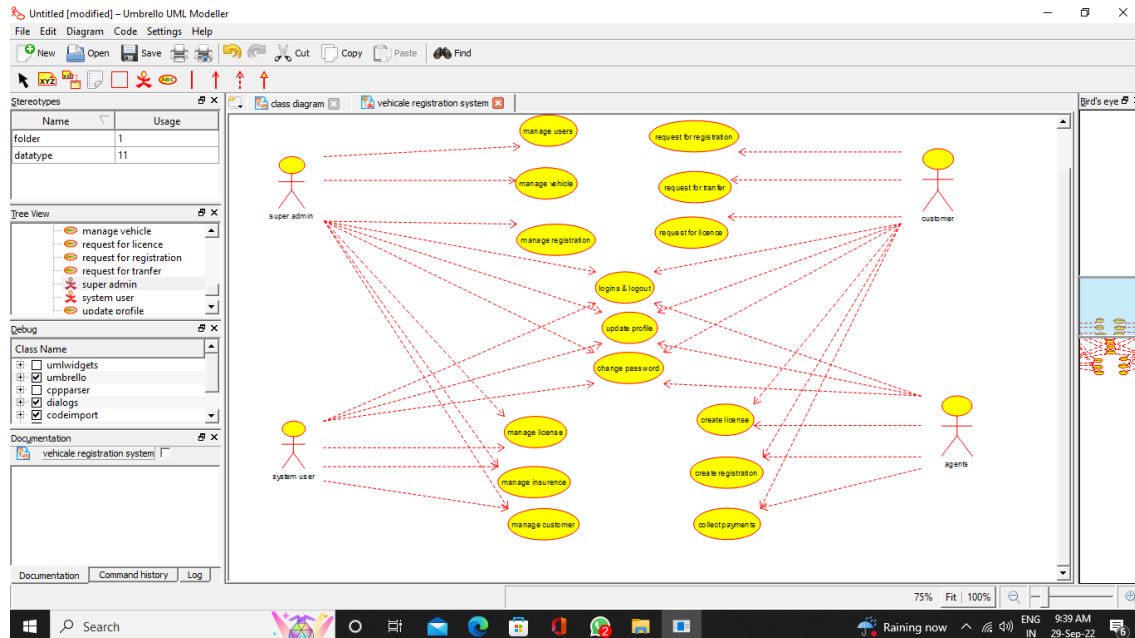 Untitled [modified] – Umbrello UML Modeller
File Edit Diagram Code Settings Help
New Open Save Cut Copy Paste Find
XYZ ABC
Stereotypes
Name Usage
folder 1
datatype 11
Tree View
manage vehicle
request for licence
request for registration
request for tranfer
super admin
system user
update profile
Debug
Class Name
umlwidgets
umbrello
cppparser
dialogs
codeimport
Documentation
vehicale registration system
Documentation Command history Log
class diagram vehicale registration system
Bird's eye
manage users
request for registration
manage vehicle
request for tranfer
super admin
customer
request for licence
manage registration
logins & logout
update profile
change password
create license
manage license
agents
system user
create registration
manage insurence
manage customer
collect payments
75% Fit 100%
Search
2
Raining now
ENG
IN
9:39 AM
29-Sep-22